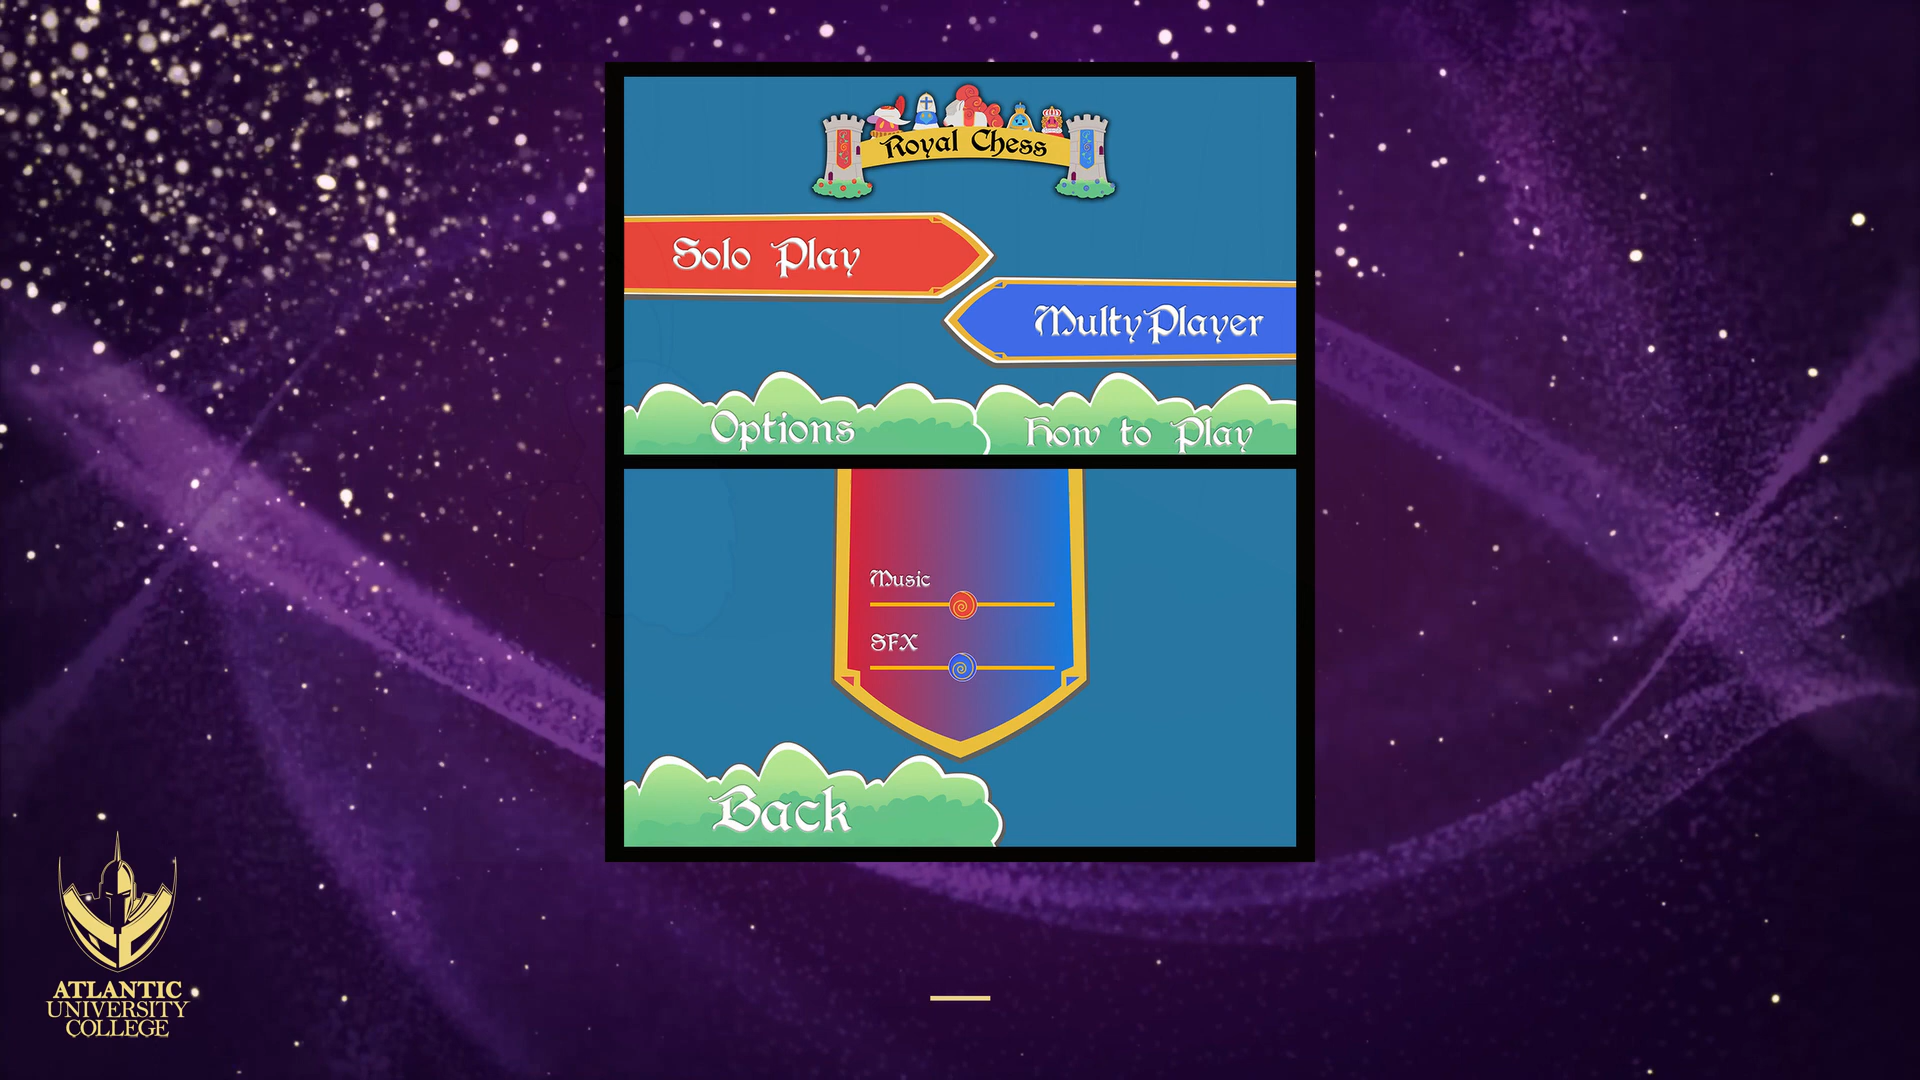 Royal Chess
Solo Play
MultyPlayer
Options
How to Play
Music
SFX
Back
ATLANTIC
UNIVERSITY
COLLEGE